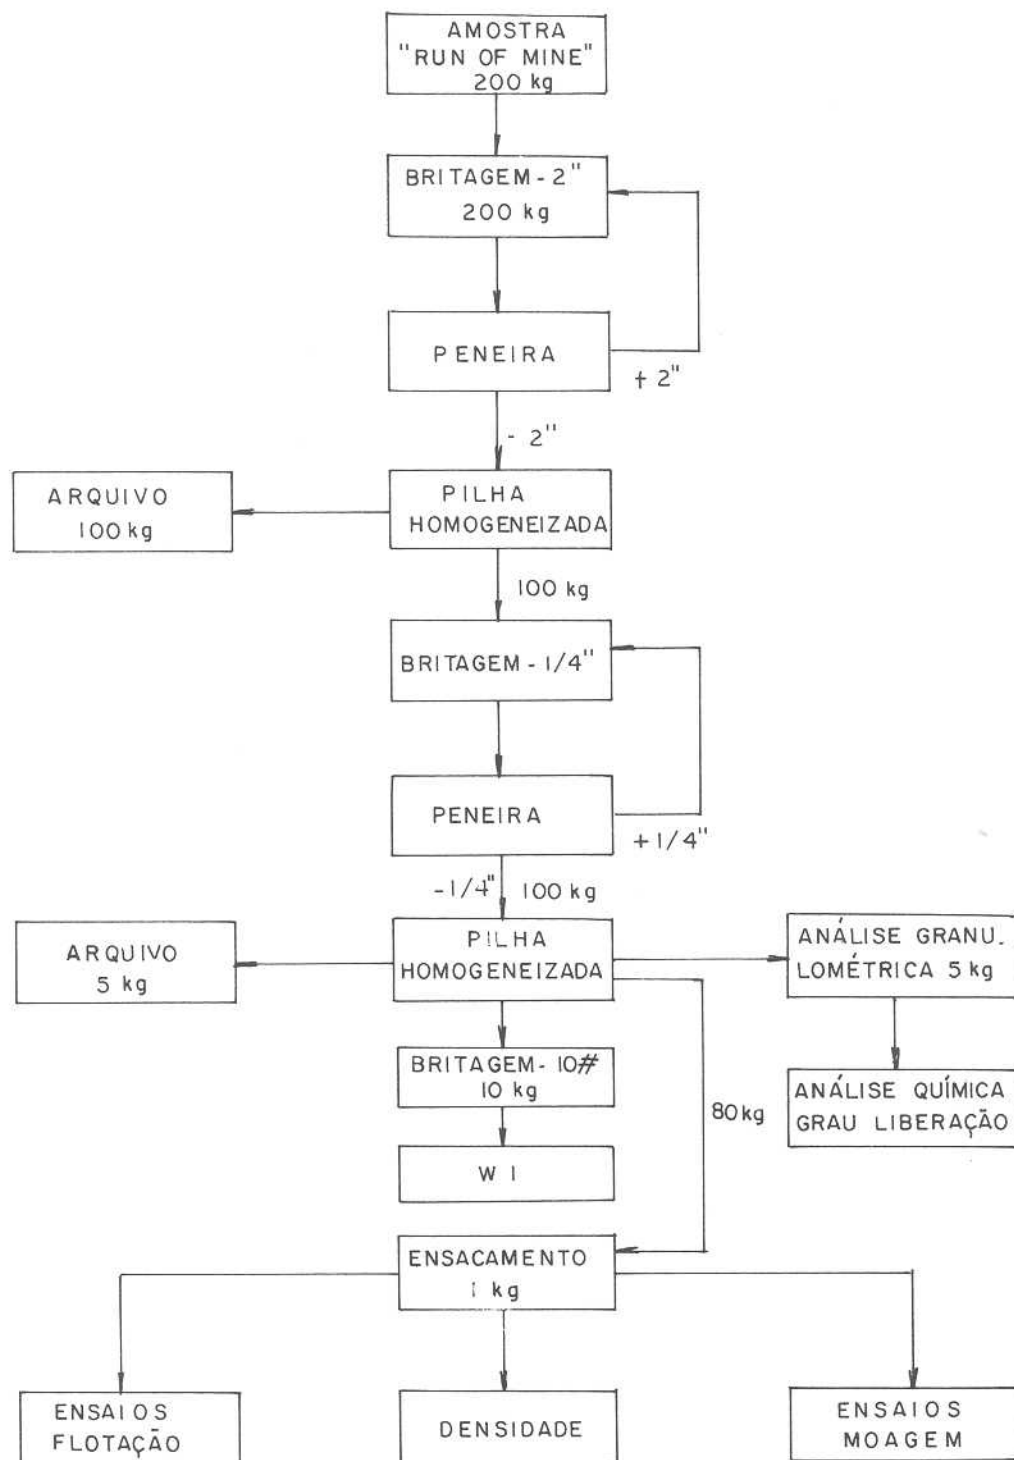 AMOSTRA
"RUN OF MINE"
200 kg
BRITAGEM - 2"
200 kg
PENEIRA
+ 2"
- 2"
ARQUIVO
100 kg
PILHA
HOMOGENEIZADA
100 kg
BRITAGEM - 1/4"
PENEIRA
+ 1/4"
-1/4"
100 kg
ARQUIVO
5 kg
PILHA
HOMOGENEIZADA
ANÁLISE GRANU.
LOMÉTRICA 5 kg
BRITAGEM - 10#
10 kg
80 kg
ANÁLISE QUÍMICA
GRAU LIBERAÇÃO
W I
ENSACAMENTO
1 kg
ENSAIOS
FLOTAÇÃO
DENSIDADE
ENSAIOS
MOAGEM